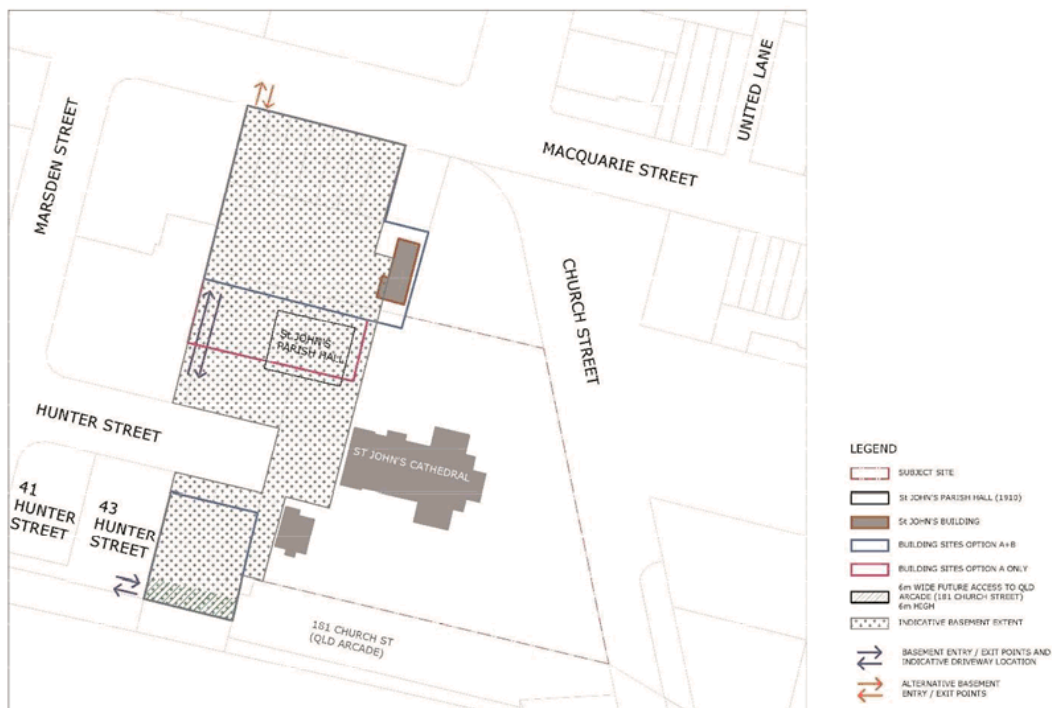 MARSDEN STREET
UNITED LANE
MACQUARIE STREET
CHURCH STREET
St JOHN'S
PARISH HALL
HUNTER STREET
ST JOHN'S CATHEDRAL
41
HUNTER
STREET
43
HUNTER
STREET
181 CHURCH ST
(QLD ARCADE)
LEGEND
SUBJECT SITE
St JOHN'S PARISH HALL (1910)
St JOHN'S BUILDING
BUILDING SITES OPTION A+B
BUILDING SITES OPTION A ONLY
6m WIDE FUTURE ACCESS TO QLD
ARCADE (181 CHURCH STREET)
6m HIGH
INDICATIVE BASEMENT EXTENT
BASEMENT ENTRY / EXIT POINTS AND
INDICATIVE DRIVEWAY LOCATION
ALTERNATIVE BASEMENT
ENTRY / EXIT POINTS